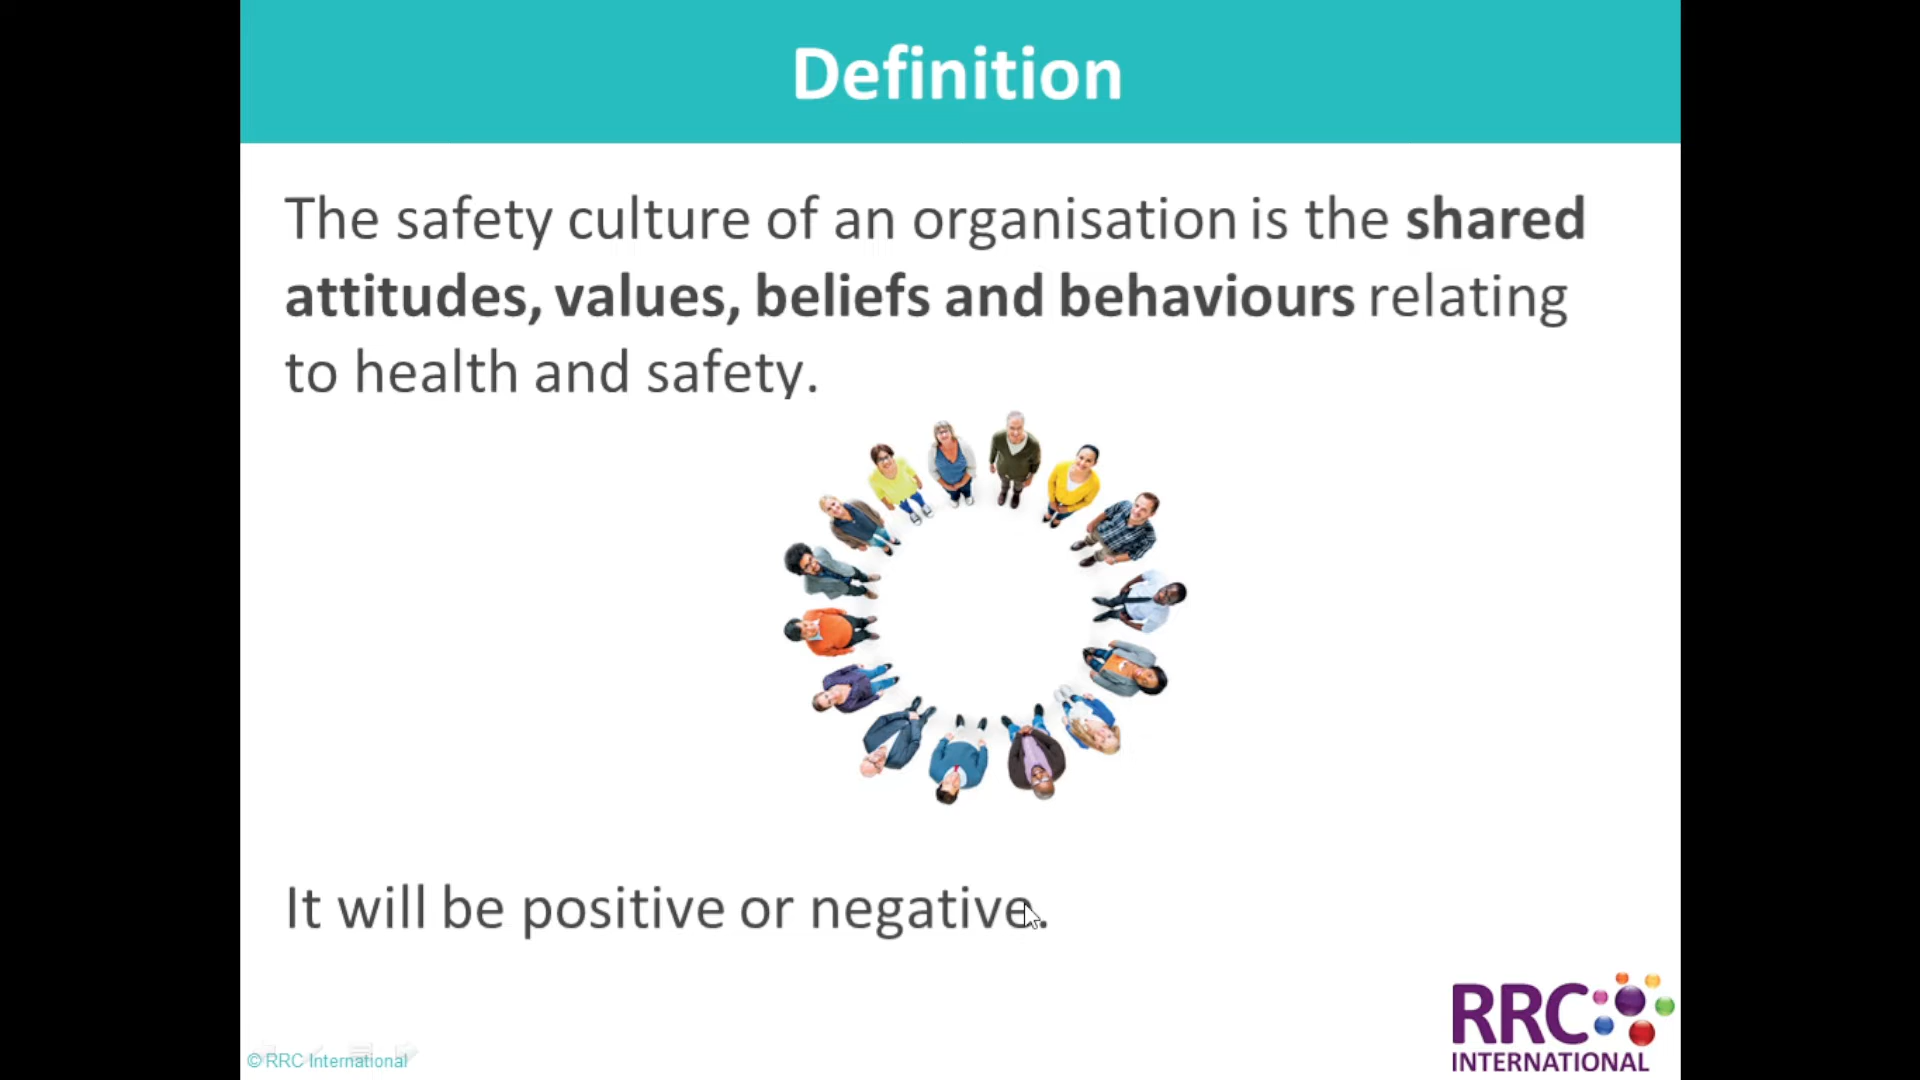 Definition
The safety culture of an organisation is the shared
attitudes, values, beliefs and behaviours relating
to health and safety.
It will be positive or negative.
RRC
INTERNATIONAL
© RRC International